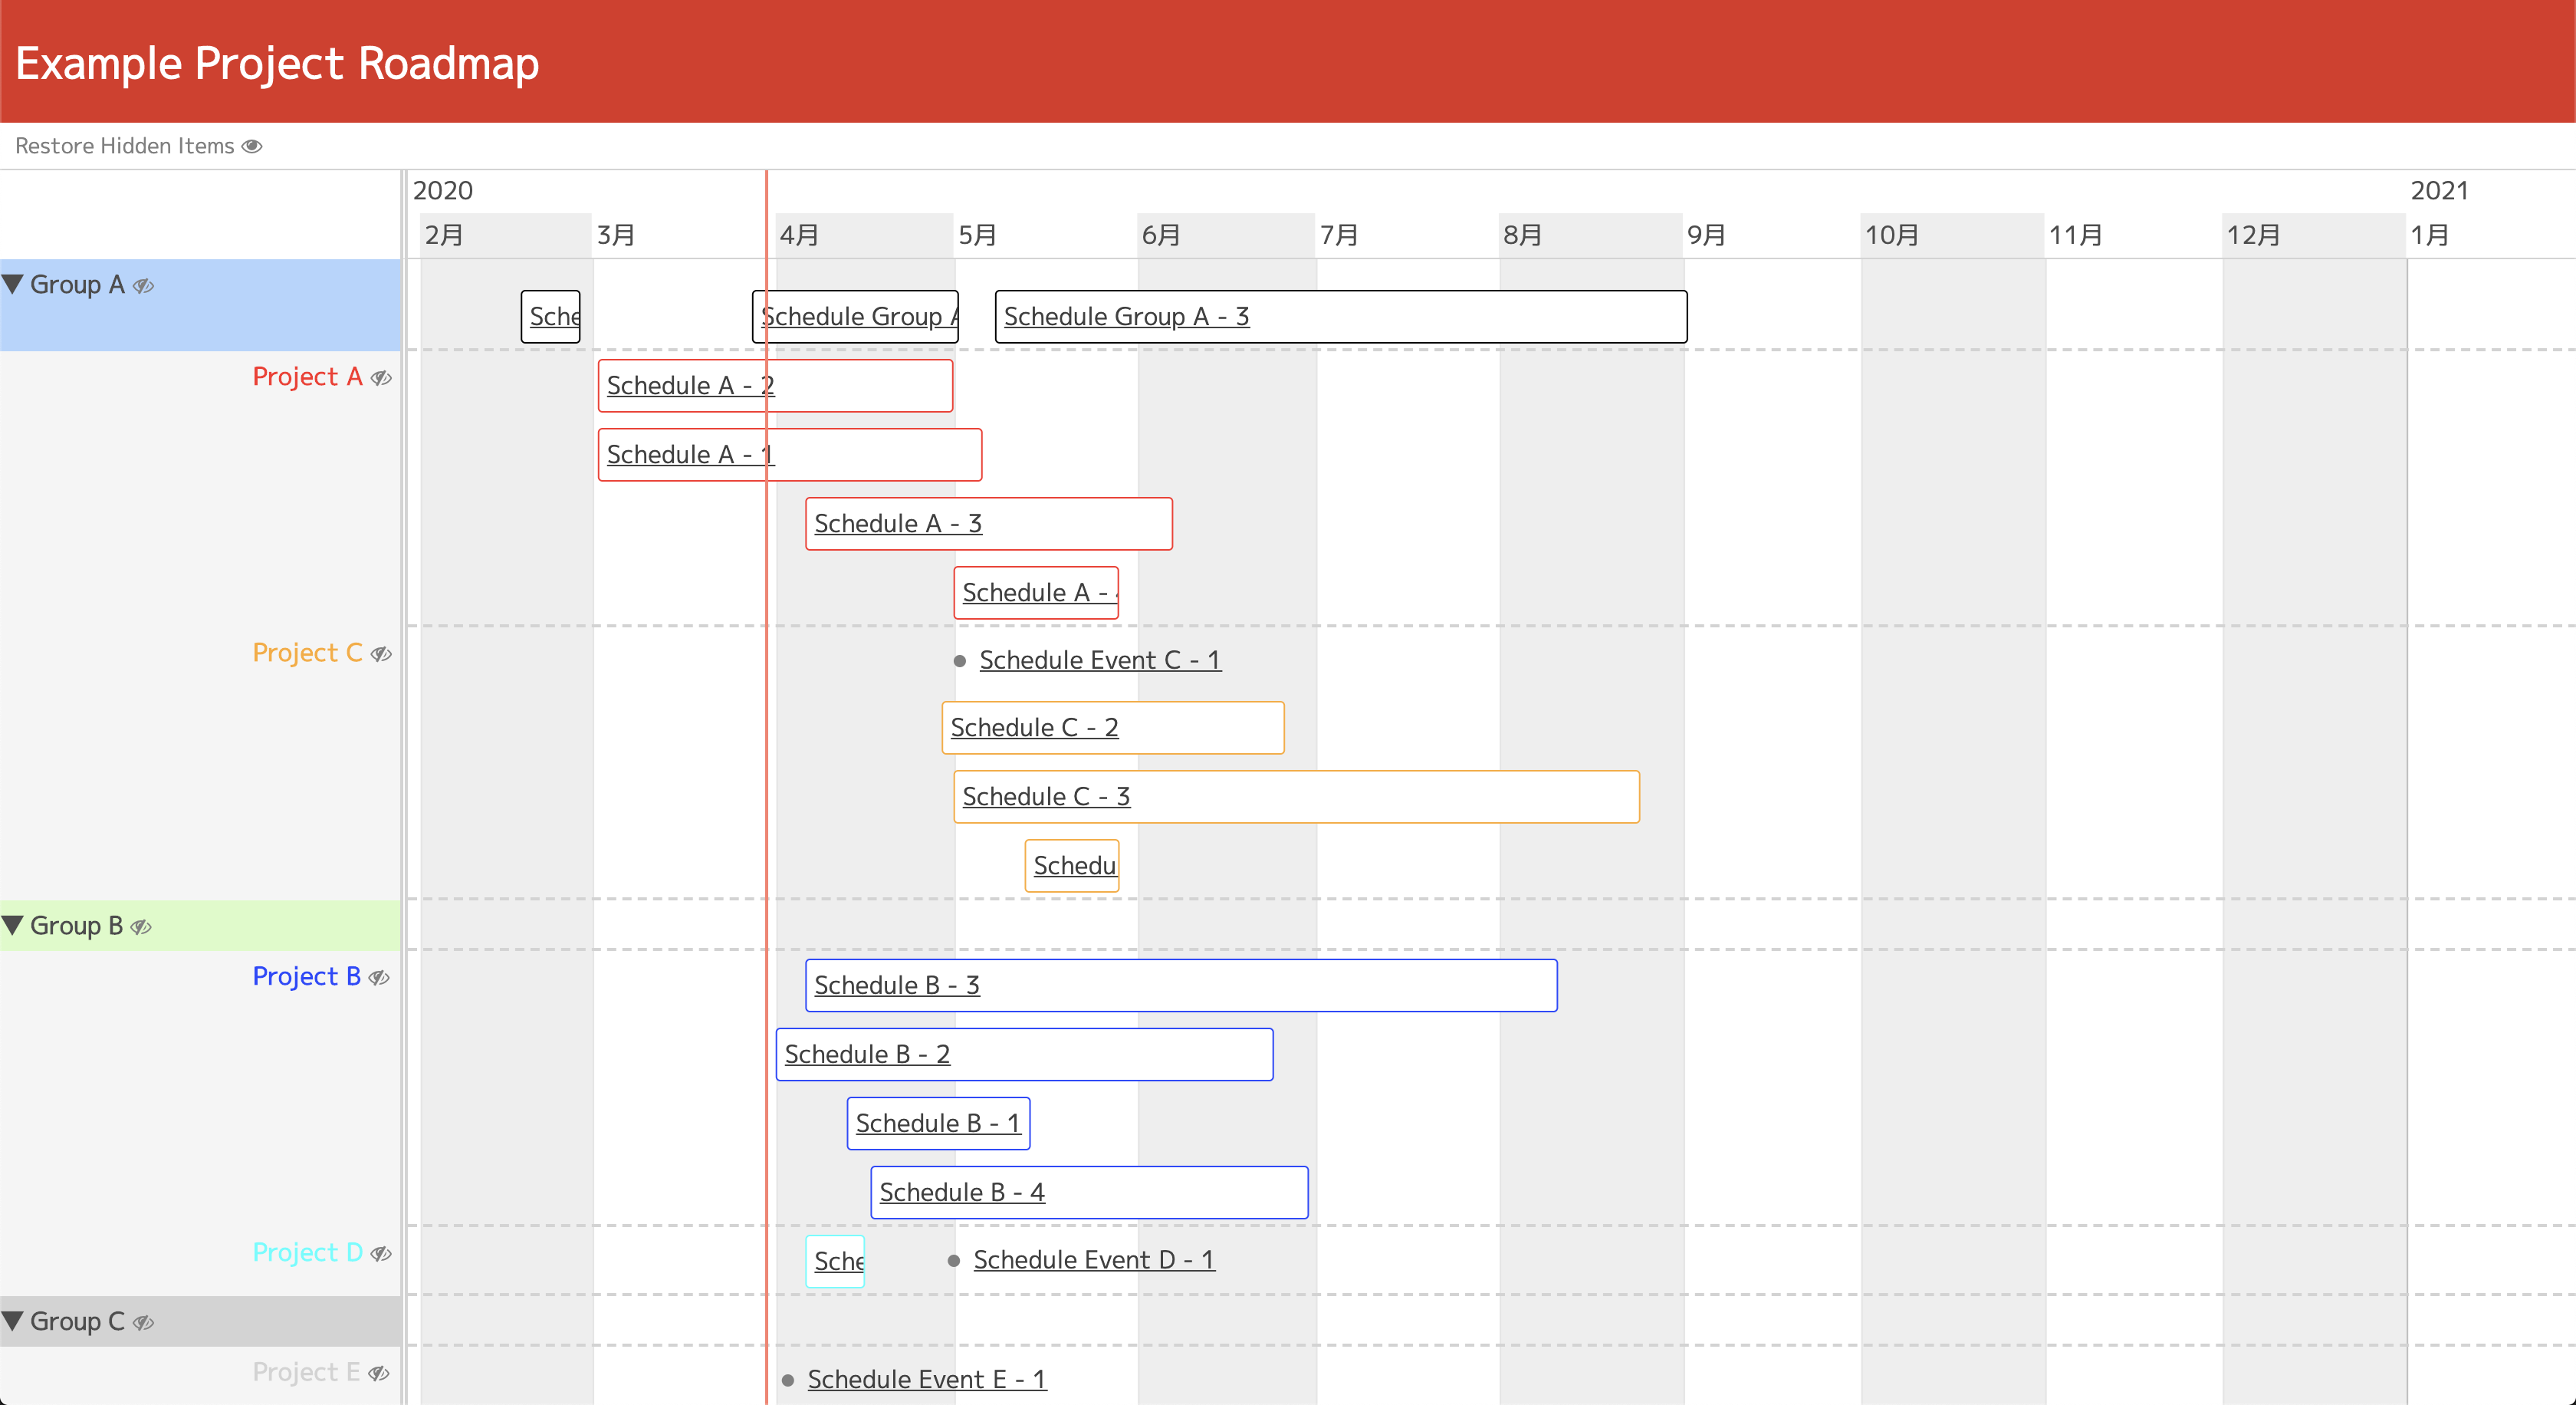 Example Project Roadmap
Restore Hidden Items
2020 2021
2月 3月 4月 5月 6月 7月 8月 9月 10月 11月 12月 1月
Group A
Schedule Group Schedule Group A - 3
Project A
Schedule A - 2
Schedule A - 1
Schedule A - 3
Schedule A -
Project C
Schedule Event C - 1
Schedule C - 2
Schedule C - 3
Group B
Project B
Schedule B - 3
Schedule B - 2
Schedule B - 1
Schedule B - 4
Project D
Schedule Event D - 1
Group C
Project E
Schedule Event E - 1